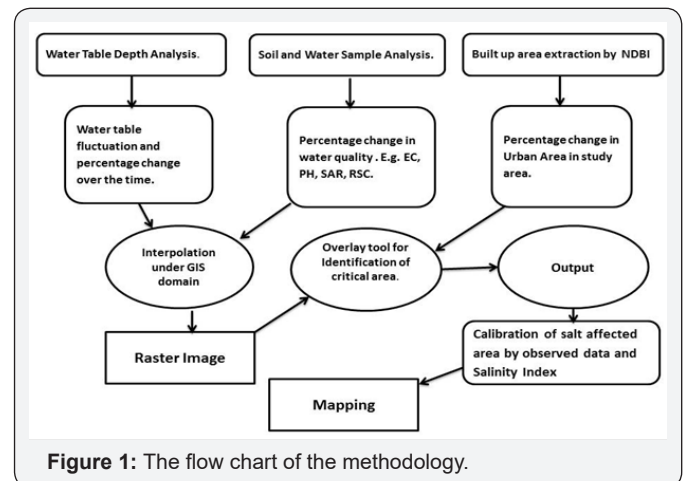 Water Table Depth Analysis.
Soil and Water Sample Analysis.
Built up area extraction by NDBI
Water table
fluctuation and
percentage change
over the time.
Percentage change in
water quality . E.g. EC,
PH, SAR, RSC.
Percentage change in
Urban Area in study
area.
Interpolation
under GIS
domain
Overlay tool for
Identification of
critical area.
Output
Raster Image
Calibration of salt affected
area by observed data and
Salinity Index
Mapping
Figure 1: The flow chart of the methodology.